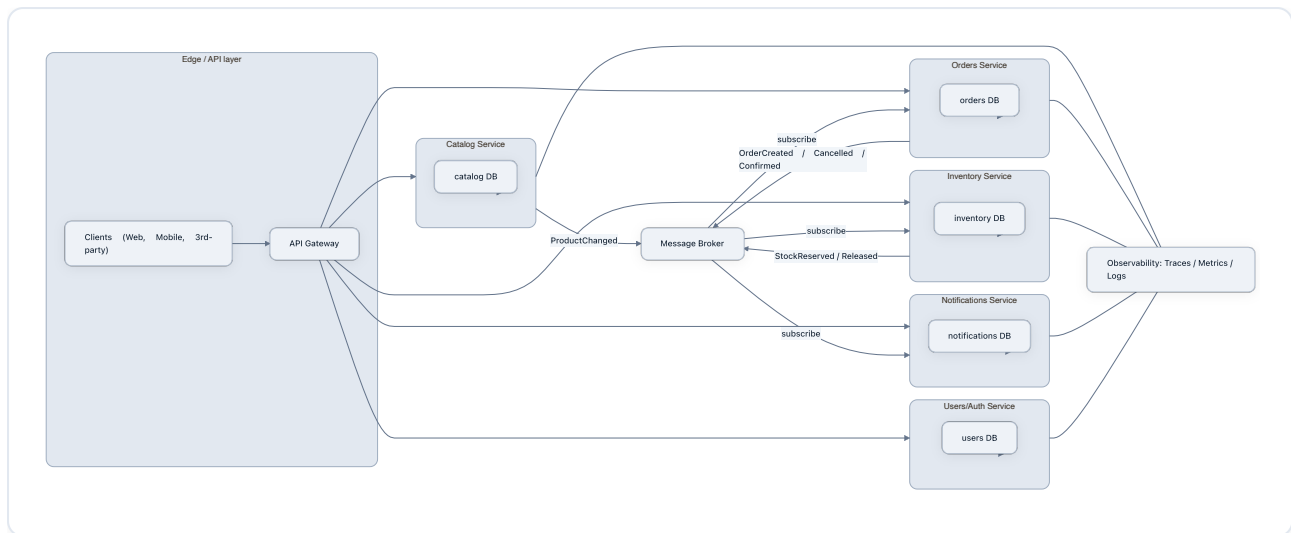 Edge / API layer
Clients (Web, Mobile, 3rd-
party)
API Gateway
Catalog Service
catalog DB
ProductChanged
Message Broker
subscribe
OrderCreated / Cancelled /
Confirmed
subscribe
StockReserved / Released
subscribe
Orders Service
orders DB
Inventory Service
inventory DB
Notifications Service
notifications DB
Users/Auth Service
users DB
Observability: Traces / Metrics /
Logs